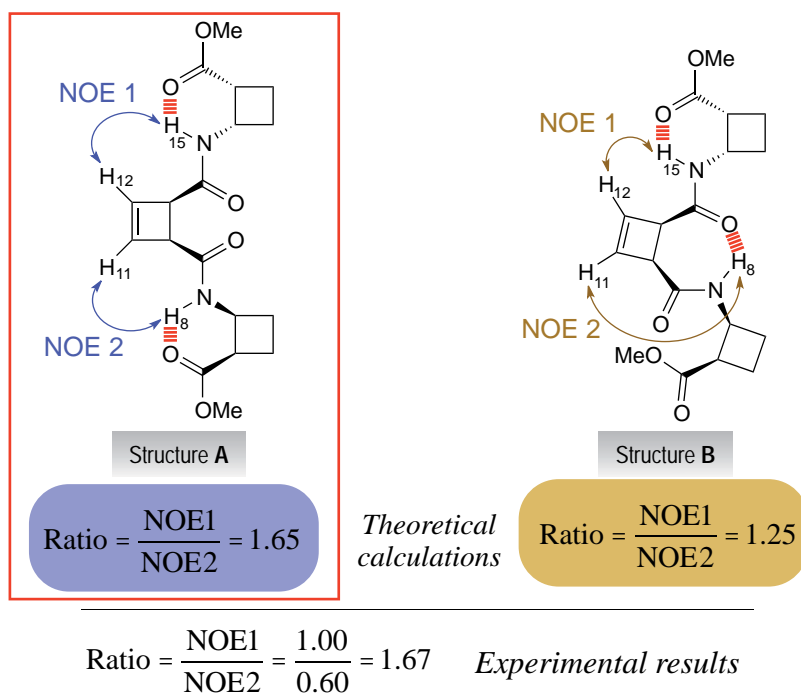 OMe
O
NOE 1
H
15
N
H12
O
O
H11
N
H8
NOE 2
O
OMe
Structure A
Ratio = NOE1 / NOE2 = 1.65
OMe
O
NOE 1
H
15
N
H12
O
H8
H11
N
O
NOE 2
MeO
O
Structure B
Ratio = NOE1 / NOE2 = 1.25
Theoretical
calculations
Ratio = NOE1 / NOE2 = 1.00 / 0.60 = 1.67
Experimental results